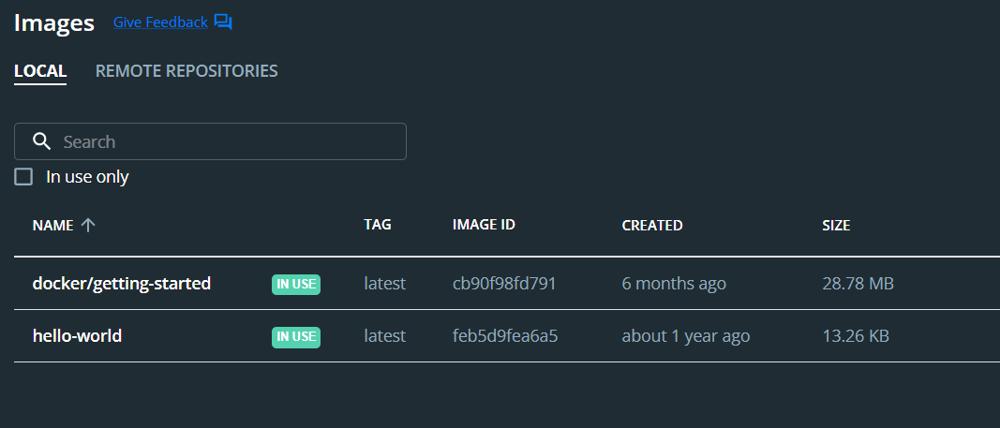 Images Give Feedback
LOCAL REMOTE REPOSITORIES
Search
In use only
NAME TAG IMAGE ID CREATED SIZE
docker/getting-started IN USE latest cb90f98fd791 6 months ago 28.78 MB
hello-world IN USE latest feb5d9fea6a5 about 1 year ago 13.26 KB